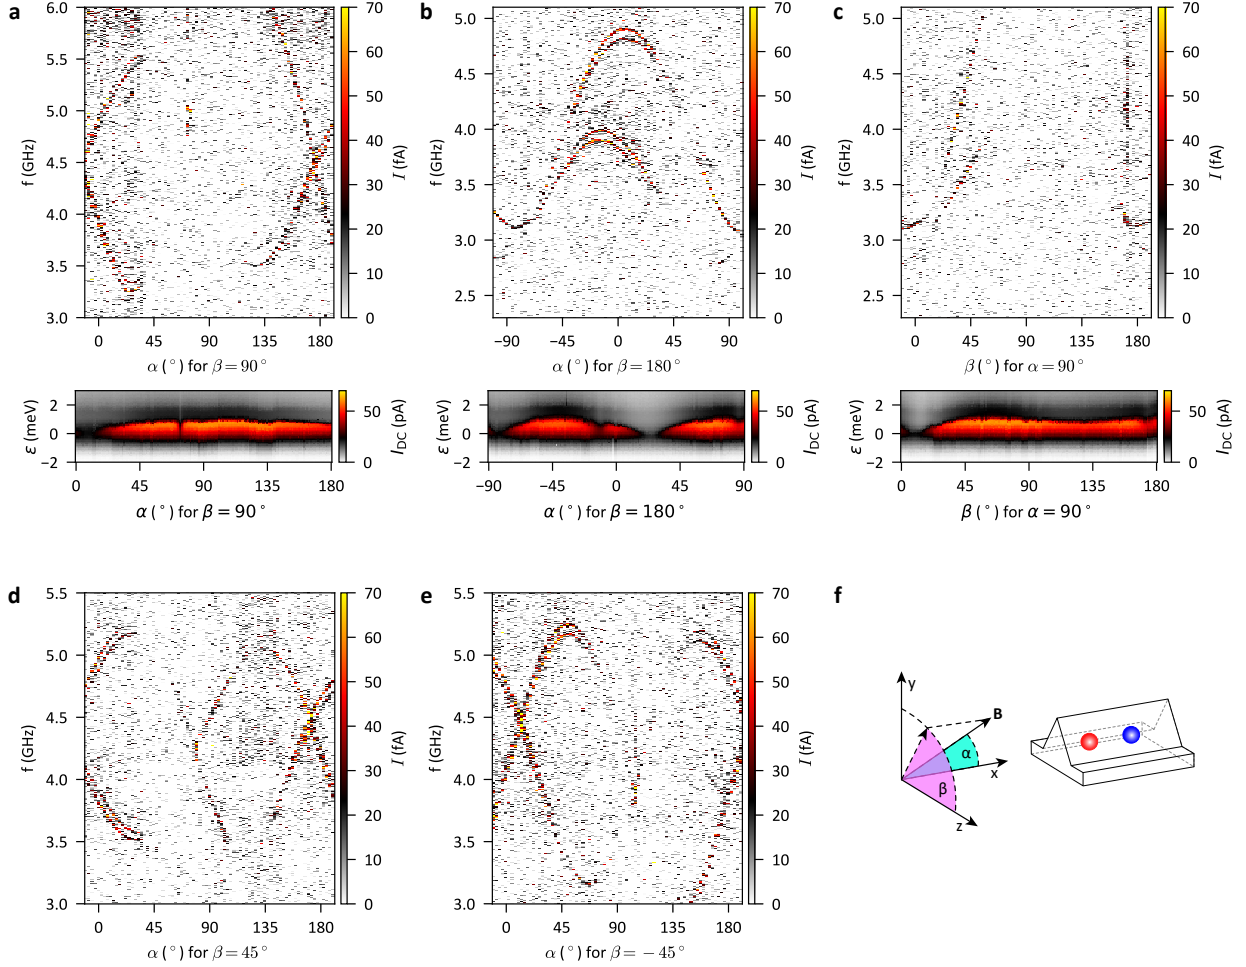 a
6.0
5.5
5.0
4.5
4.0
3.5
3.0
f (GHz)
0 45 90 135 180
α (°) for β = 90°
70
60
50
40
30
20
10
0
I (fA)
b
5.0
4.5
4.0
3.5
3.0
2.5
f (GHz)
−90 −45 0 45 90
α (°) for β = 180°
70
60
50
40
30
20
10
0
I (fA)
c
5.0
4.5
4.0
3.5
3.0
2.5
f (GHz)
0 45 90 135 180
β (°) for α = 90°
70
60
50
40
30
20
10
0
I (fA)
2
0
−2
ε (meV)
0 45 90 135 180
α (°) for β = 90°
50
0
IDC (pA)
2
0
−2
ε (meV)
−90 −45 0 45 90
α (°) for β = 180°
50
0
IDC (pA)
2
0
−2
ε (meV)
0 45 90 135 180
β (°) for α = 90°
50
0
IDC (pA)
d
5.5
5.0
4.5
4.0
3.5
3.0
f (GHz)
0 45 90 135 180
α (°) for β = 45°
70
60
50
40
30
20
10
0
I (fA)
e
5.5
5.0
4.5
4.0
3.5
3.0
f (GHz)
0 45 90 135 180
α (°) for β = −45°
70
60
50
40
30
20
10
0
I (fA)
f
y
B
α
x
β
z